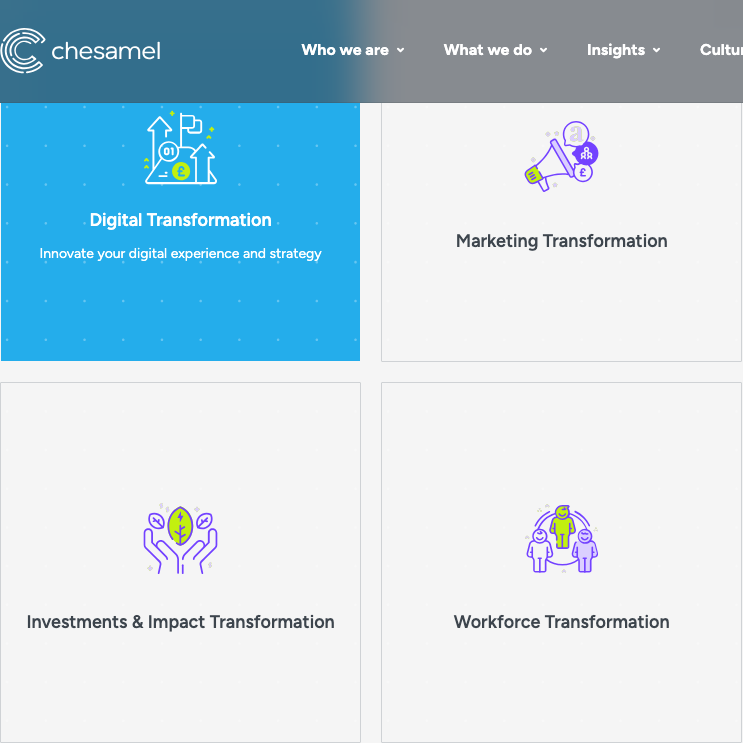 chesamel
Who we are
What we do
Insights
01
£
Digital Transformation
Innovate your digital experience and strategy
a
£
Marketing Transformation
Investments & Impact Transformation
Workforce Transformation